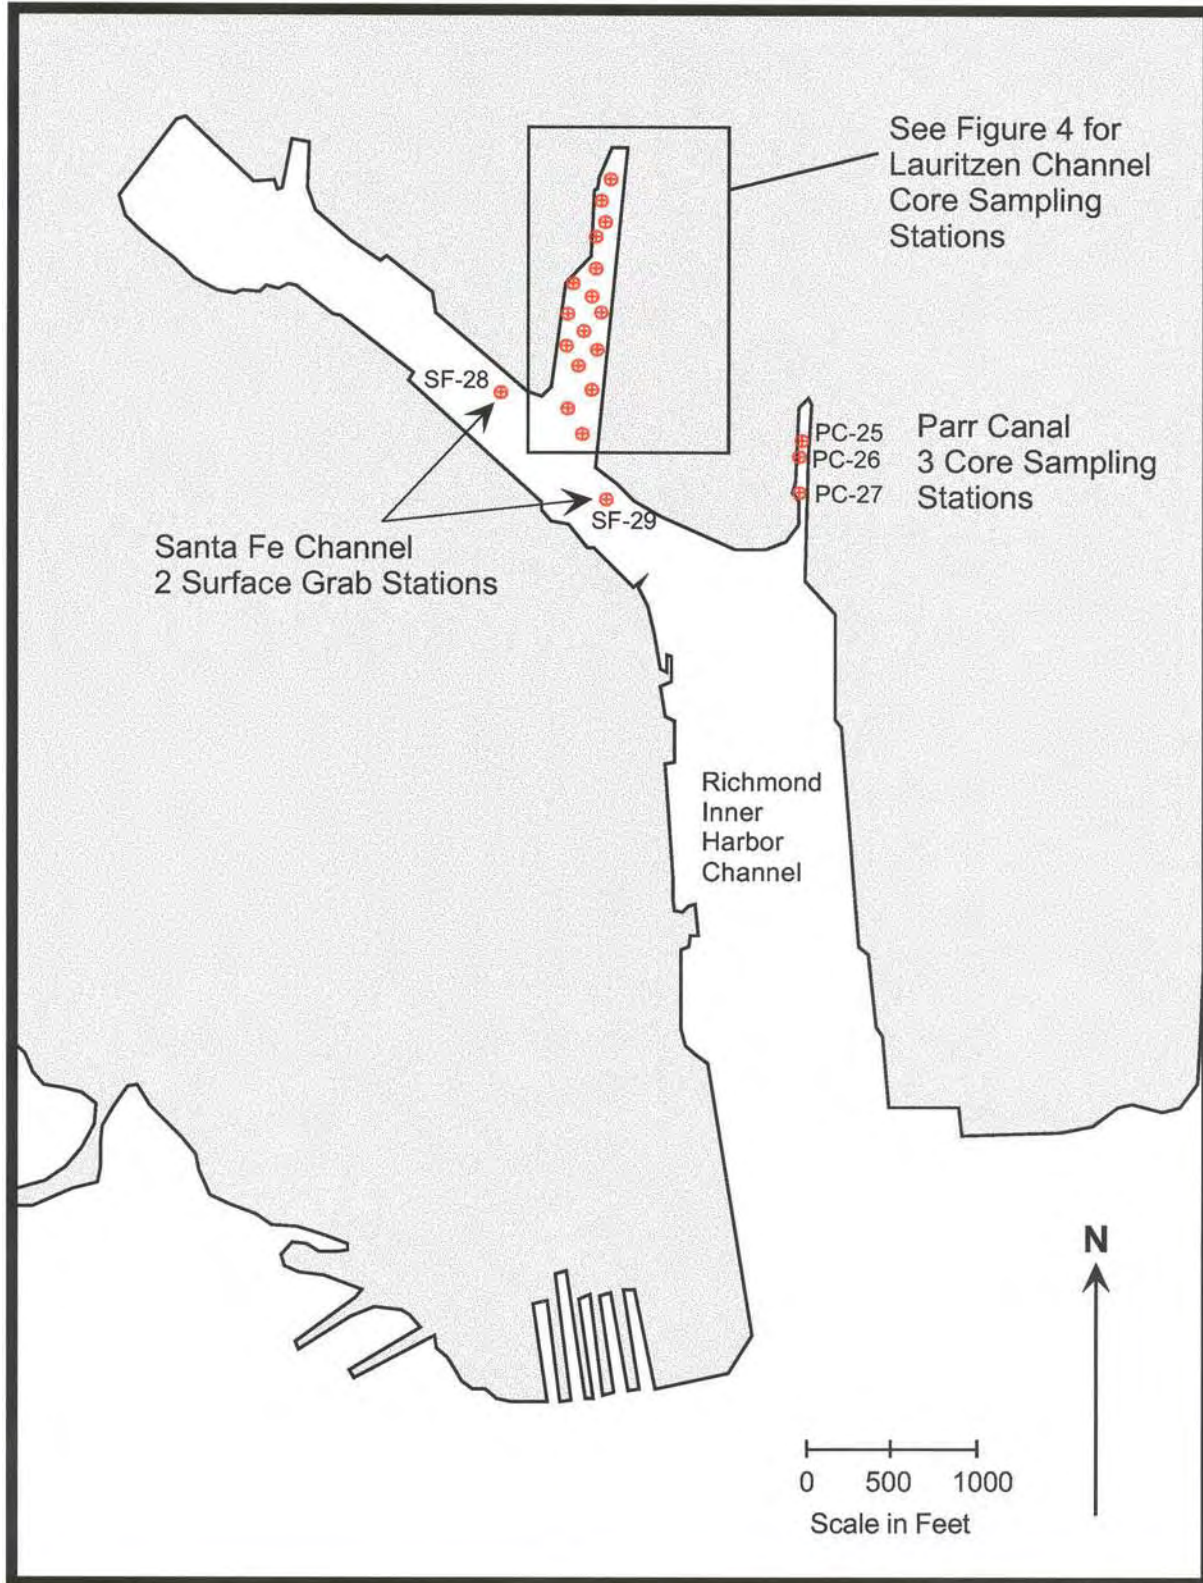 See Figure 4 for
Lauritzen Channel
Core Sampling
Stations
SF-28
PC-25
PC-26
PC-27
Parr Canal
3 Core Sampling
Stations
SF-29
Santa Fe Channel
2 Surface Grab Stations
Richmond
Inner
Harbor
Channel
N
0 500 1000
Scale in Feet